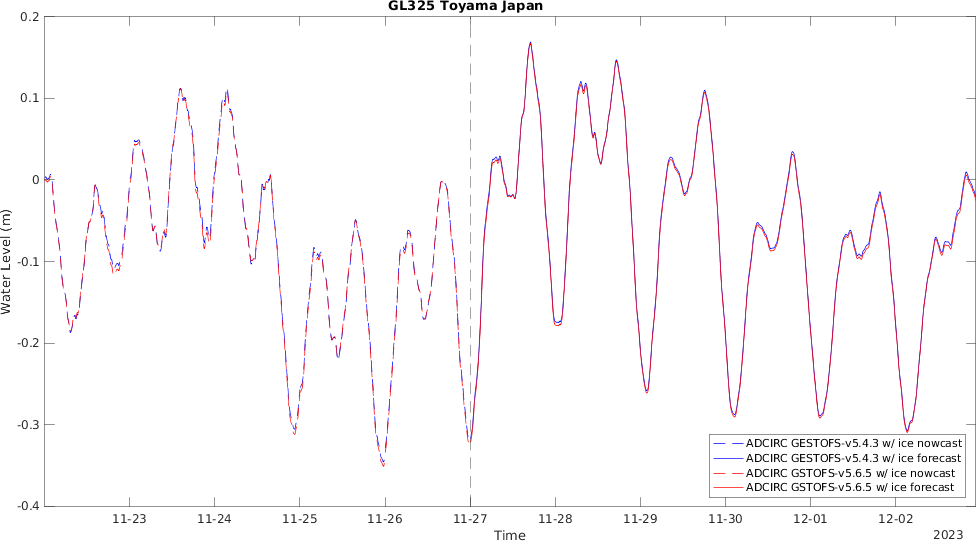 GL325 Toyama Japan
0.2
0.1
0
-0.1
-0.2
-0.3
-0.4
Water Level (m)
ADCIRC GESTOFS-v5.4.3 w/ ice nowcast
ADCIRC GESTOFS-v5.4.3 w/ ice forecast
ADCIRC GSTOFS-v5.6.5 w/ ice nowcast
ADCIRC GSTOFS-v5.6.5 w/ ice forecast
11-23 11-24 11-25 11-26 11-27 11-28 11-29 11-30 12-01 12-02
Time
2023